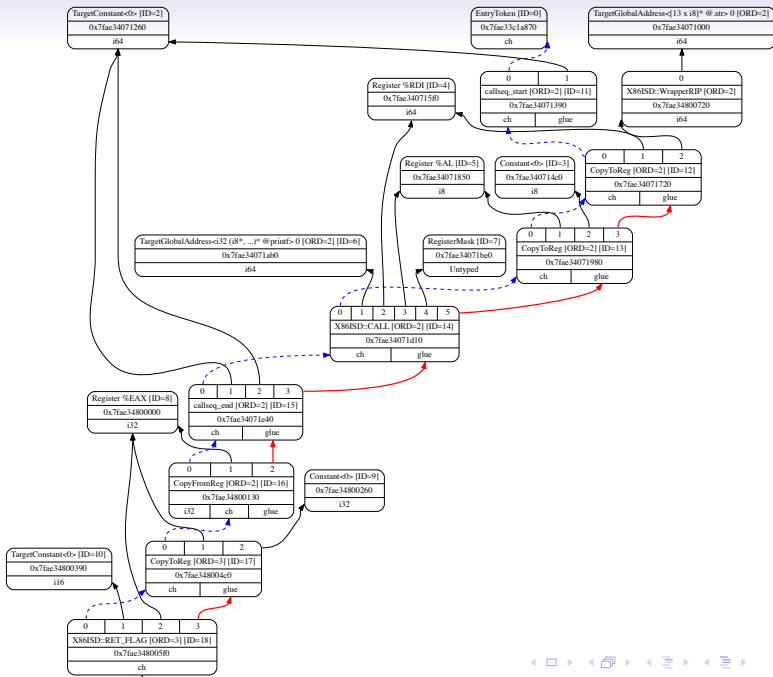 TargetConstant<0> [ID=2]
0x7fae34071260
i64
EntryToken [ID=0]
0x7fae33c1a870
ch
TargetGlobalAddress<[13 x i8]* @.str> 0 [ORD=2]
0x7fae34071000
i64
0 1
callseq_start [ORD=2] [ID=11]
0x7fae34071390
ch glue
0
X86ISD::WrapperRIP [ORD=2]
0x7fae34800720
i64
Register %RDI [ID=4]
0x7fae340715f0
i64
0 1 2
CopyToReg [ORD=2] [ID=12]
0x7fae34071720
ch glue
Register %AL [ID=5]
0x7fae34071850
i8
Constant<0> [ID=3]
0x7fae340714c0
i8
0 1 2 3
CopyToReg [ORD=2] [ID=13]
0x7fae34071980
ch glue
TargetGlobalAddress<i32 (i8*, ...)* @printf> 0 [ORD=2] [ID=6]
0x7fae34071ab0
i64
RegisterMask [ID=7]
0x7fae34071be0
Untyped
0 1 2 3 4 5
X86ISD::CALL [ORD=2] [ID=14]
0x7fae34071d10
ch glue
0 1 2 3
callseq_end [ORD=2] [ID=15]
0x7fae34071e40
ch glue
Register %EAX [ID=8]
0x7fae34800000
i32
0 1 2
CopyFromReg [ORD=2] [ID=16]
0x7fae34800130
i32 ch glue
Constant<0> [ID=9]
0x7fae34800260
i32
0 1 2
CopyToReg [ORD=3] [ID=17]
0x7fae348004c0
ch glue
TargetConstant<0> [ID=10]
0x7fae34800390
i16
0 1 2 3
X86ISD::RET_FLAG [ORD=3] [ID=18]
0x7fae348005f0
ch